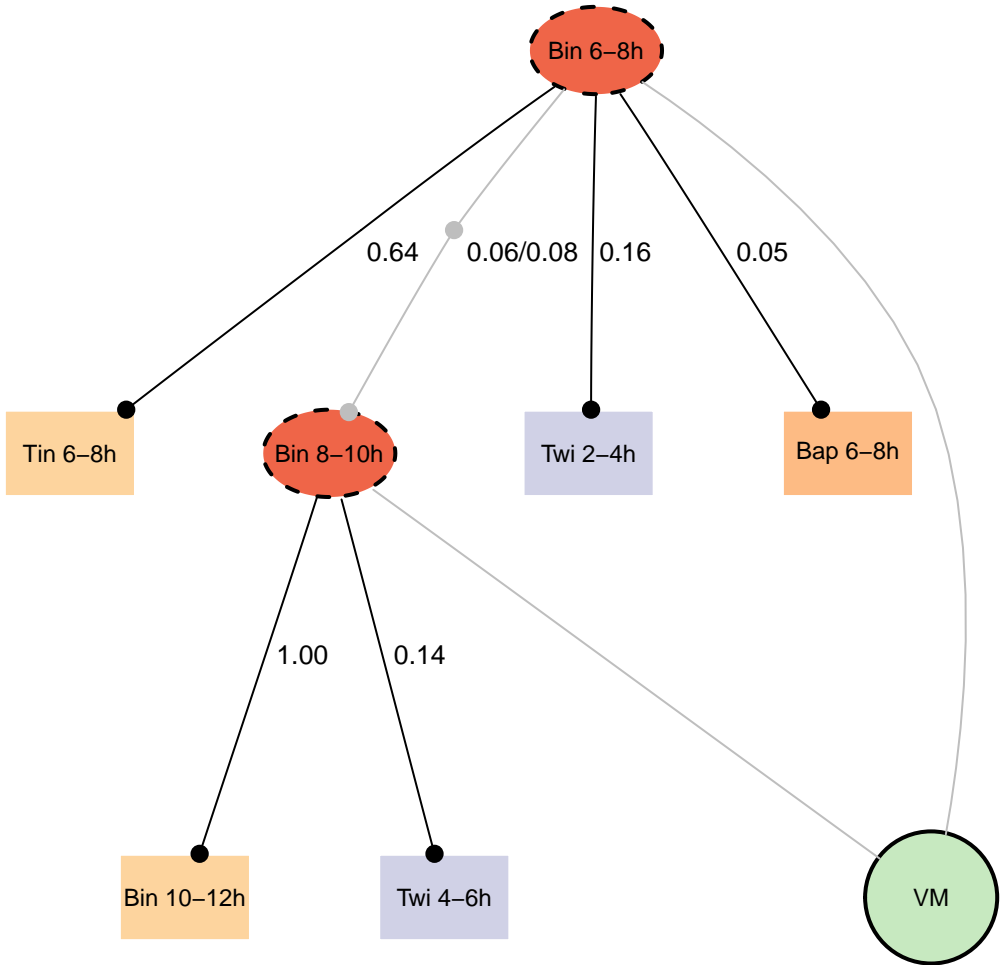 Bin 6–8h
0.64
0.06/0.08
0.16
0.05
Tin 6–8h
Bin 8–10h
Twi 2–4h
Bap 6–8h
1.00
0.14
Bin 10–12h
Twi 4–6h
VM